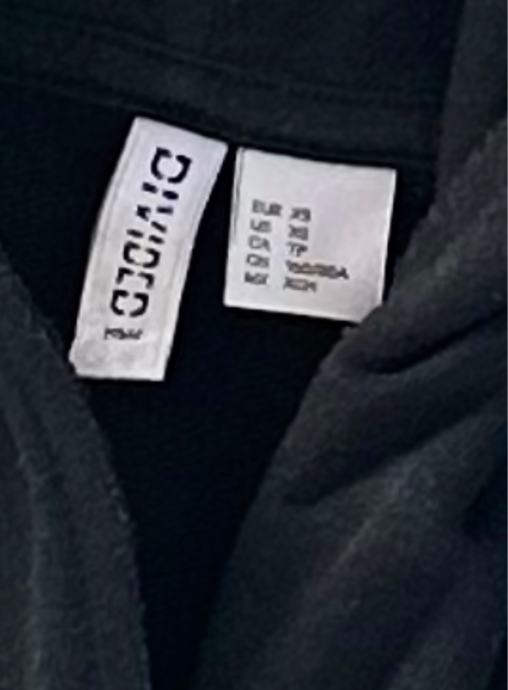 DIVIDED
H&M
EUR XS
US XS
CA TP
CN
MX XCH